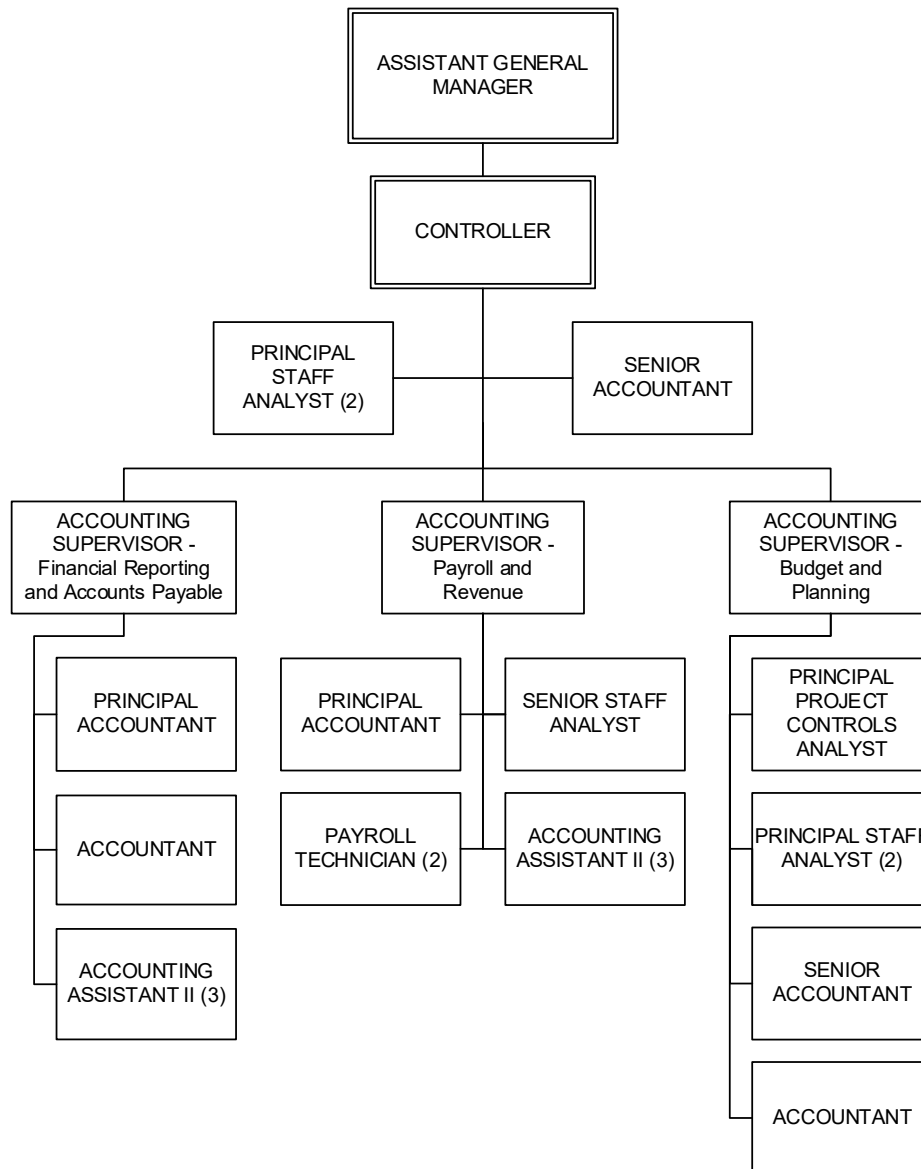 ASSISTANT GENERAL
MANAGER
CONTROLLER
PRINCIPAL
STAFF
ANALYST (2)
SENIOR
ACCOUNTANT
ACCOUNTING
SUPERVISOR -
Financial Reporting
and Accounts Payable
ACCOUNTING
SUPERVISOR -
Payroll and
Revenue
ACCOUNTING
SUPERVISOR -
Budget and
Planning
PRINCIPAL
ACCOUNTANT
ACCOUNTANT
ACCOUNTING
ASSISTANT II (3)
PRINCIPAL
ACCOUNTANT
SENIOR STAFF
ANALYST
PAYROLL
TECHNICIAN (2)
ACCOUNTING
ASSISTANT II (3)
PRINCIPAL
PROJECT
CONTROLS
ANALYST
PRINCIPAL STAFF
ANALYST (2)
SENIOR
ACCOUNTANT
ACCOUNTANT